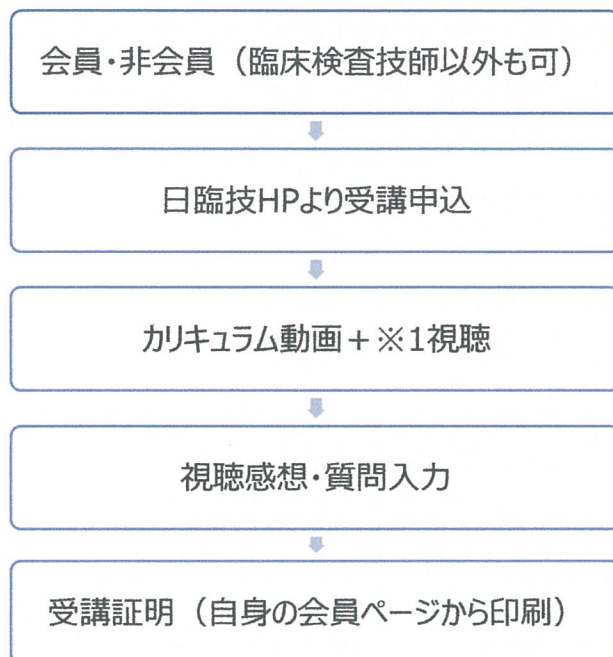 会員・非会員（臨床検査技師以外も可）
日臨技HPより受講申込
カリキュラム動画＋※1視聴
視聴感想・質問入力
受講証明（自身の会員ページから印刷）